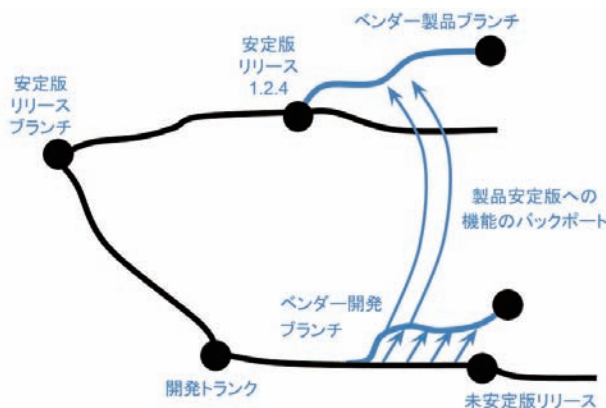 ベンダー製品ブランチ
安定版
リリース
1.2.4
安定版
リリース
ブランチ
製品安定版への
機能のバックポート
ベンダー開発
ブランチ
開発トランク
未安定版リリース